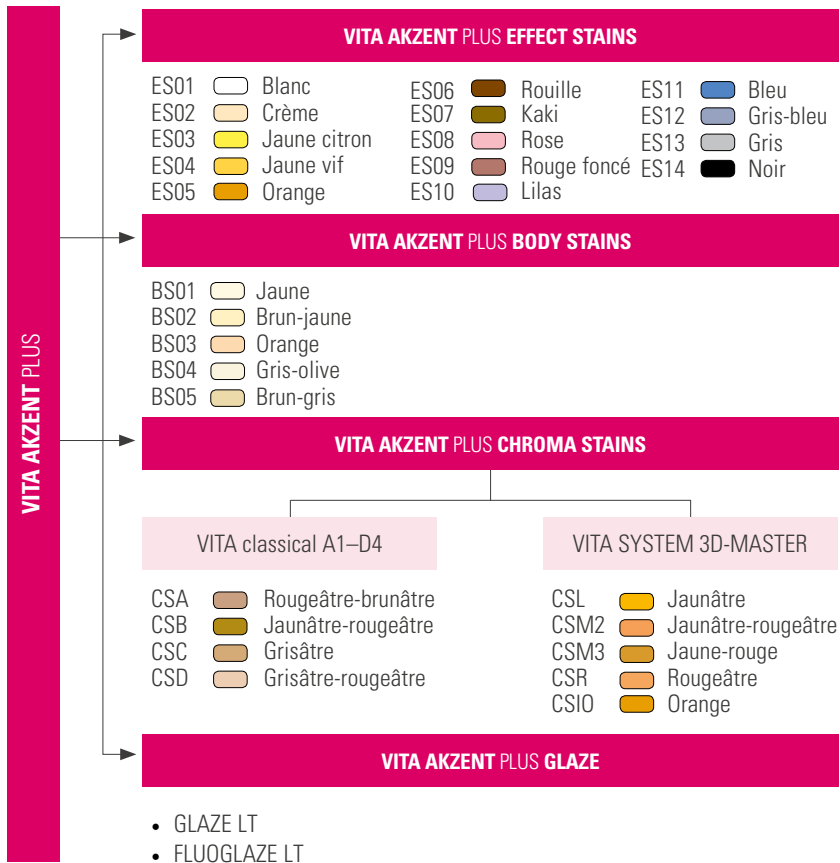 VITA AKZENT PLUS
VITA AKZENT PLUS EFFECT STAINS
ES01 Blanc
ES02 Crème
ES03 Jaune citron
ES04 Jaune vif
ES05 Orange
ES06 Rouille
ES07 Kaki
ES08 Rose
ES09 Rouge foncé
ES10 Lilas
ES11 Bleu
ES12 Gris-bleu
ES13 Gris
ES14 Noir
VITA AKZENT PLUS BODY STAINS
BS01 Jaune
BS02 Brun-jaune
BS03 Orange
BS04 Gris-olive
BS05 Brun-gris
VITA AKZENT PLUS CHROMA STAINS
VITA classical A1–D4
CSA Rougeâtre-brunâtre
CSB Jaunâtre-rougeâtre
CSC Grisâtre
CSD Grisâtre-rougeâtre
VITA SYSTEM 3D-MASTER
CSL Jaunâtre
CSM2 Jaunâtre-rougeâtre
CSM3 Jaune-rouge
CSR Rougeâtre
CSIO Orange
VITA AKZENT PLUS GLAZE
• GLAZE LT
• FLUOGLAZE LT